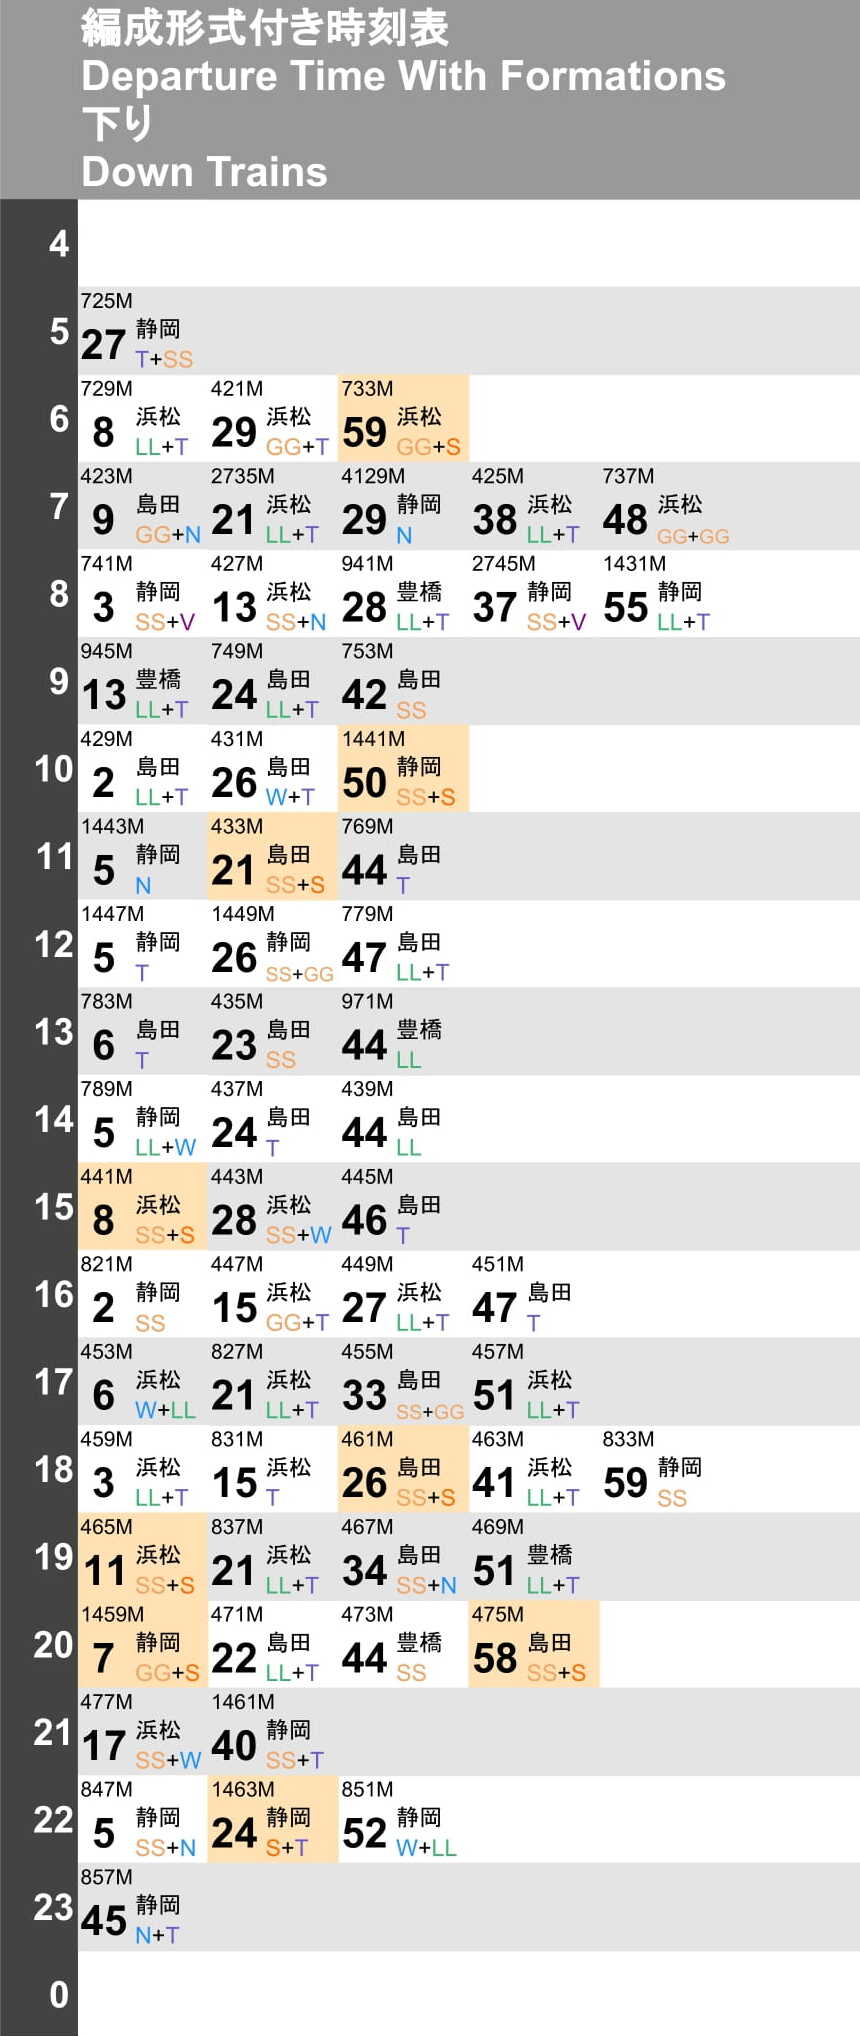 編成形式付き時刻表
Departure Time With Formations
下り
Down Trains
4
5
725M
27 静岡
T+SS
6
729M 421M 733M
8 浜松 29 浜松 59 浜松
LL+T GG+T GG+S
7
423M 2735M 4129M 425M 737M
9 島田 21 浜松 29 静岡 38 浜松 48 浜松
GG+N LL+T N LL+T GG+GG
8
741M 427M 941M 2745M 1431M
3 静岡 13 浜松 28 豊橋 37 静岡 55 静岡
SS+V SS+N LL+T SS+V LL+T
9
945M 749M 753M
13 豊橋 24 島田 42 島田
LL+T LL+T SS
10
429M 431M 1441M
2 島田 26 島田 50 静岡
LL+T W+T SS+S
11
1443M 433M 769M
5 静岡 21 島田 44 島田
N SS+S T
12
1447M 1449M 779M
5 静岡 26 静岡 47 島田
T SS+GG LL+T
13
783M 435M 971M
6 島田 23 島田 44 豊橋
T SS LL
14
789M 437M 439M
5 静岡 24 島田 44 島田
LL+W T LL
15
441M 443M 445M
8 浜松 28 浜松 46 島田
SS+S SS+W T
16
821M 447M 449M 451M
2 静岡 15 浜松 27 浜松 47 島田
SS GG+T LL+T T
17
453M 827M 455M 457M
6 浜松 21 浜松 33 島田 51 浜松
W+LL LL+T SS+GG LL+T
18
459M 831M 461M 463M 833M
3 浜松 15 浜松 26 島田 41 浜松 59 静岡
LL+T T SS+S LL+T SS
19
465M 837M 467M 469M
11 浜松 21 浜松 34 島田 51 豊橋
SS+S LL+T SS+N LL+T
20
1459M 471M 473M 475M
7 静岡 22 島田 44 豊橋 58 島田
GG+S LL+T SS SS+S
21
477M 1461M
17 浜松 40 静岡
SS+W SS+T
22
847M 1463M 851M
5 静岡 24 静岡 52 静岡
SS+N S+T W+LL
23
857M
45 静岡
N+T
0